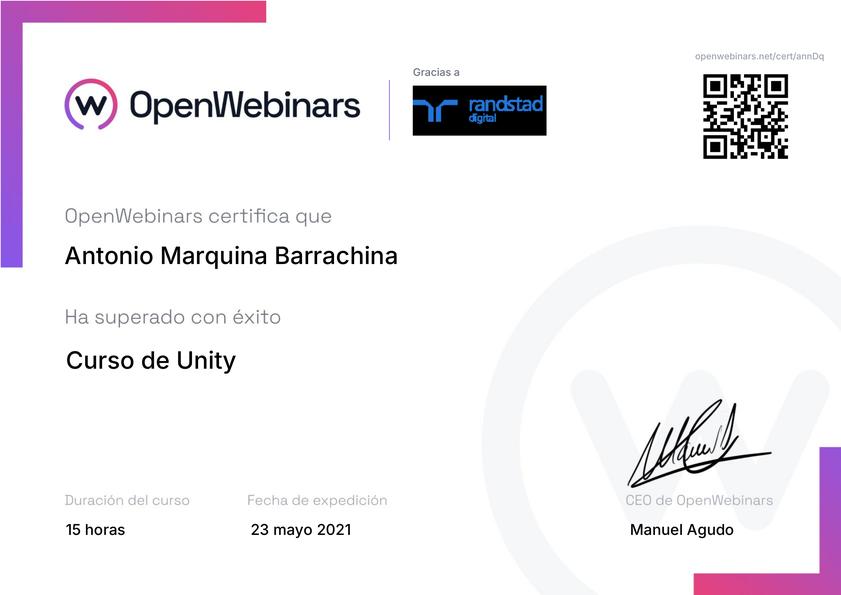 openwebinars.net/cert/annDq
Gracias a
OpenWebinars
randstad
digital
OpenWebinars certifica que
Antonio Marquina Barrachina
Ha superado con éxito
Curso de Unity
Duración del curso
Fecha de expedición
CEO de OpenWebinars
15 horas
23 mayo 2021
Manuel Agudo